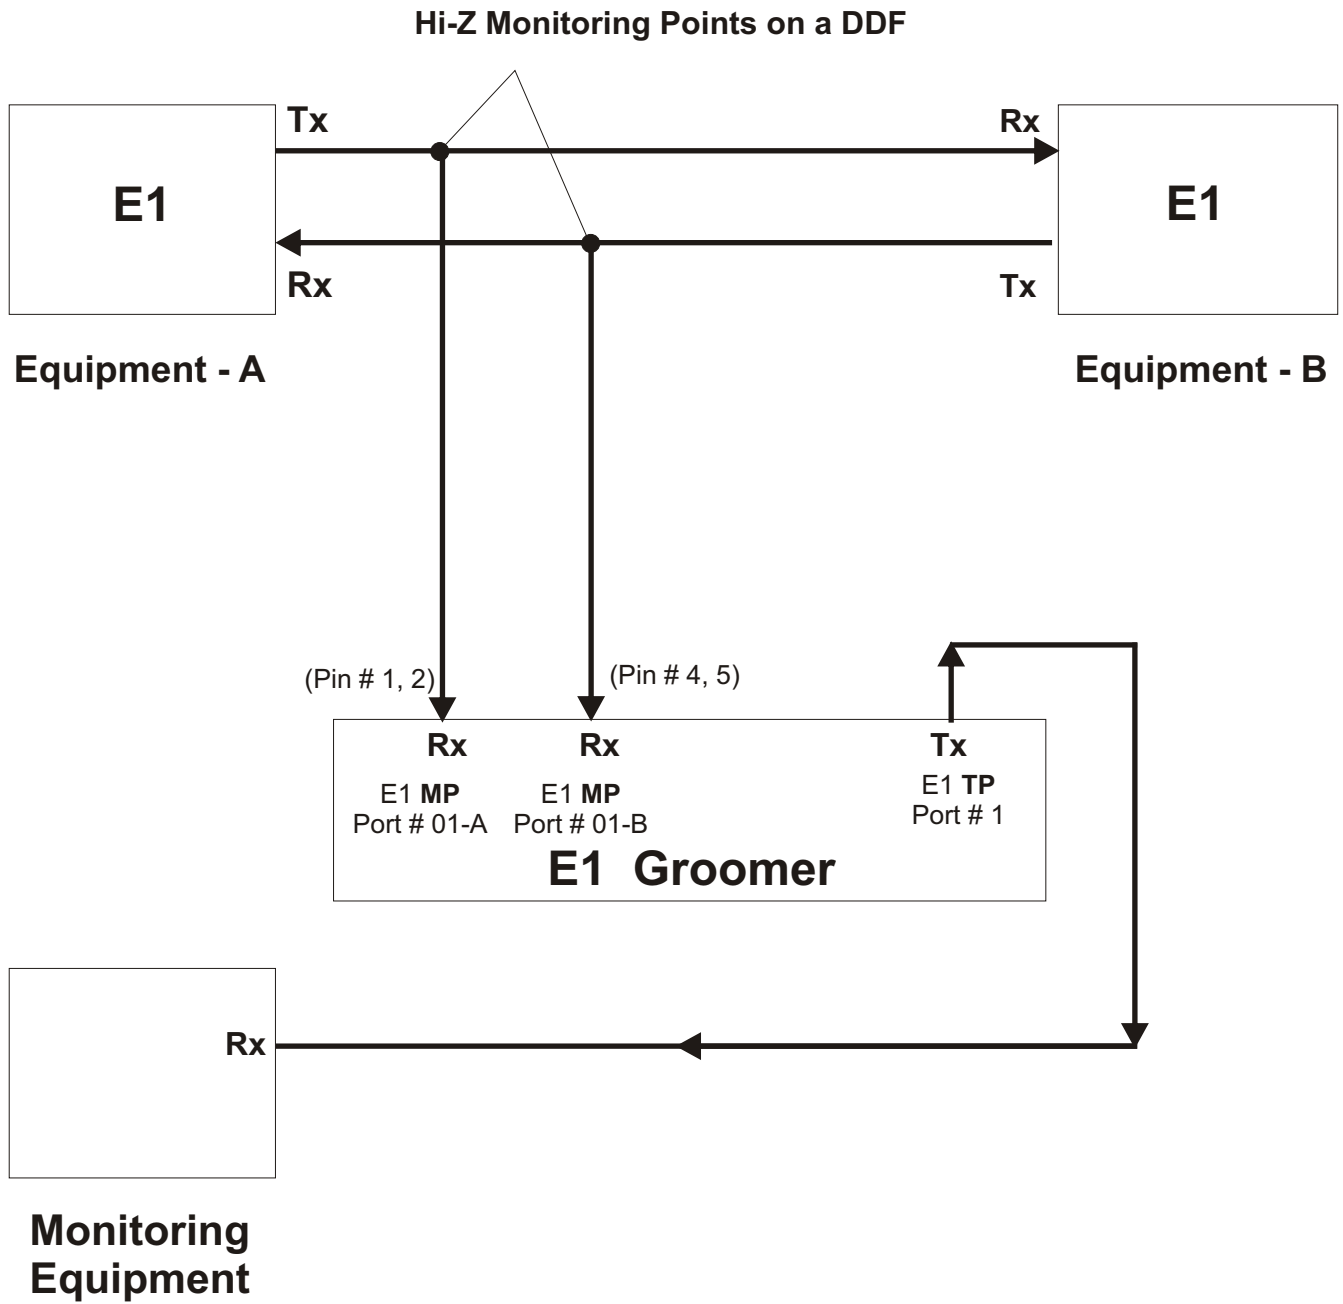 Hi-Z Monitoring Points on a DDF
Tx
Rx
E1
E1
Rx
Tx
Equipment - A
Equipment - B
(Pin # 1, 2)
(Pin # 4, 5)
Rx
Rx
Tx
E1 MP
Port # 01-A
E1 MP
Port # 01-B
E1 TP
Port # 1
E1 Groomer
Rx
Monitoring
Equipment